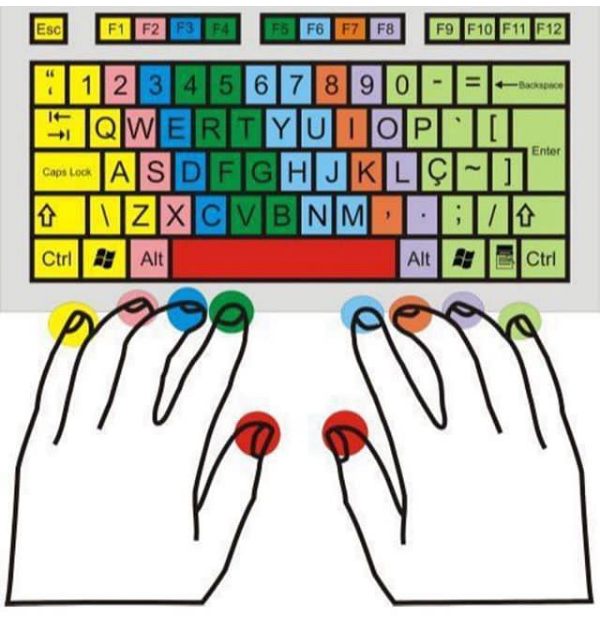 Esc F1 F2 F3 F4 F5 F6 F7 F8 F9 F10 F11 F12
“ ‘ 1 2 3 4 5 6 7 8 9 0 - = ←Backspace
Q W E R T Y U I O P ` [ Enter
Caps Lock A S D F G H J K L Ç ~ ]
\ Z X C V B N M , . ; /
Ctrl Alt Alt Ctrl